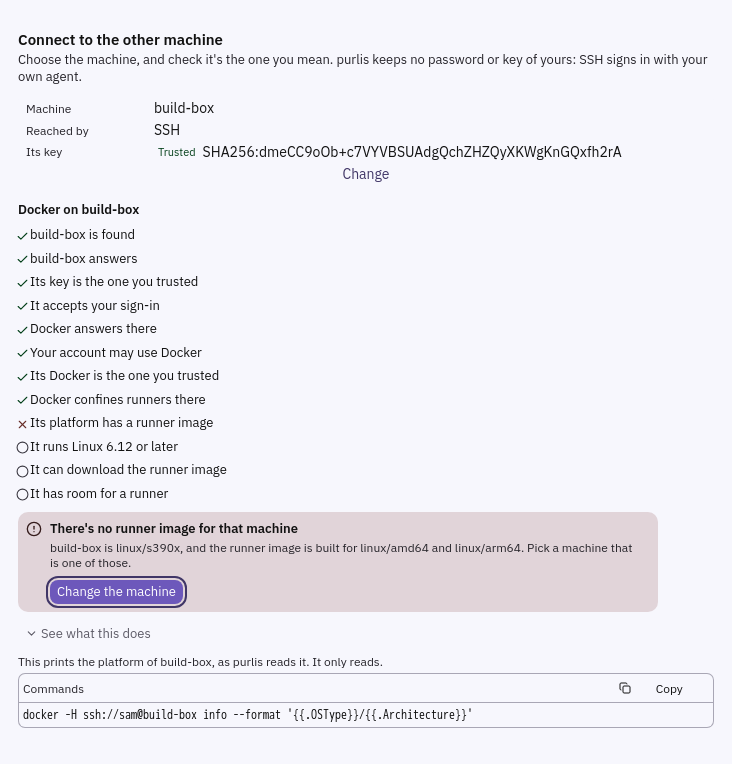 Connect to the other machine
Choose the machine, and check it's the one you mean. purlis keeps no password or key of yours: SSH signs in with your
own agent.
Machine build-box
Reached by SSH
Its key Trusted SHA256:dmeCC9oOb+c7VYVBSUAdgQchZHZQyXKWgKnGQxfh2rA
Change
Docker on build-box
build-box is found
build-box answers
Its key is the one you trusted
It accepts your sign-in
Docker answers there
Your account may use Docker
Its Docker is the one you trusted
Docker confines runners there
Its platform has a runner image
It runs Linux 6.12 or later
It can download the runner image
It has room for a runner
There's no runner image for that machine
build-box is linux/s390x, and the runner image is built for linux/amd64 and linux/arm64. Pick a machine that
is one of those.
Change the machine
See what this does
This prints the platform of build-box, as purlis reads it. It only reads.
Commands Copy
docker -H ssh://sam@build-box info --format '{{.OSType}}/{{.Architecture}}'